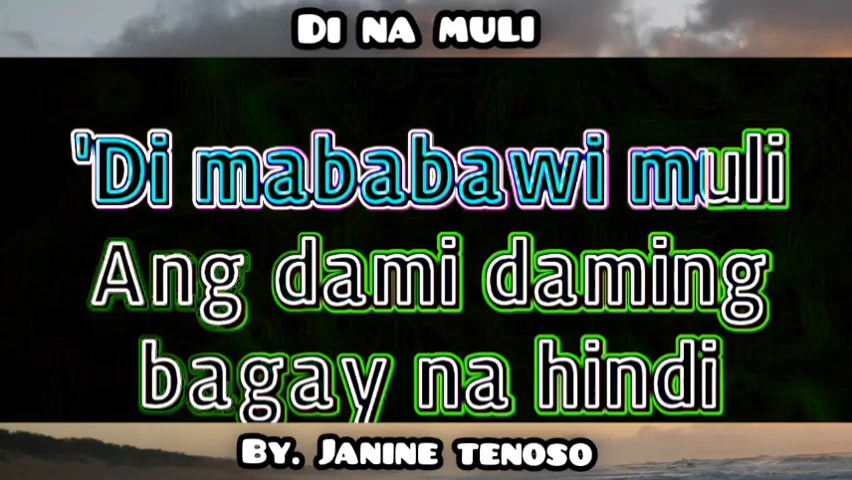 Di na muli
'Di mababawi muli
Ang dami daming
bagay na hindi
By. Janine tenoso